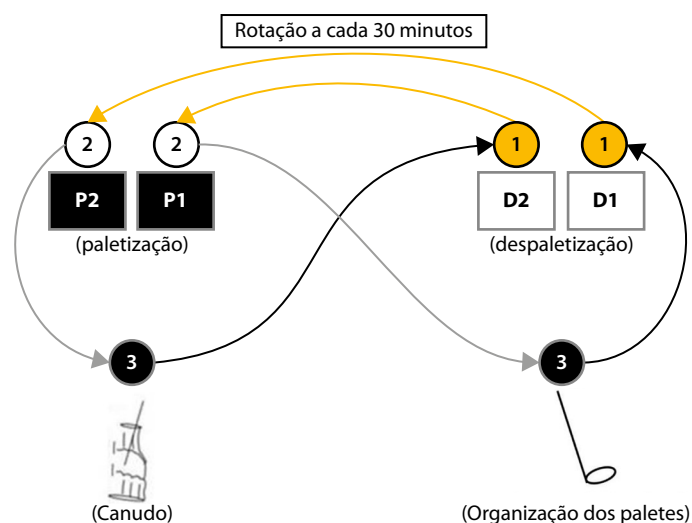 Rotação a cada 30 minutos
2 2 1 1
P2 P1 D2 D1
(paletização) (despaletização)
3 3
(Canudo) (Organização dos paletes)